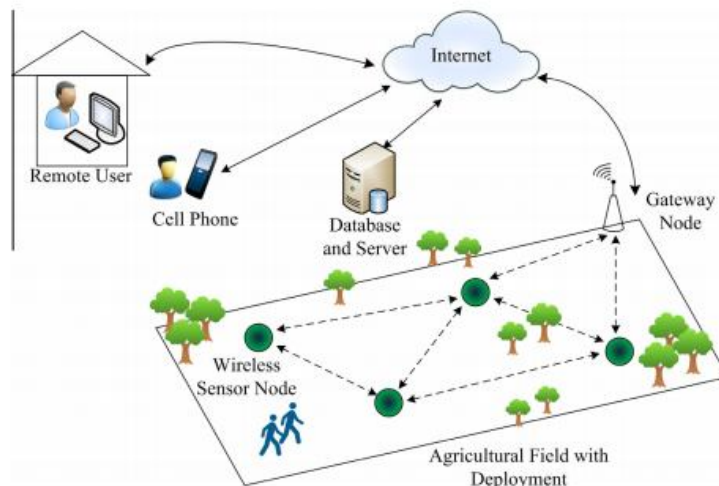 Internet
Remote User
Cell Phone
Database
and Server
Gateway
Node
Wireless
Sensor Node
Agricultural Field with
Deployment